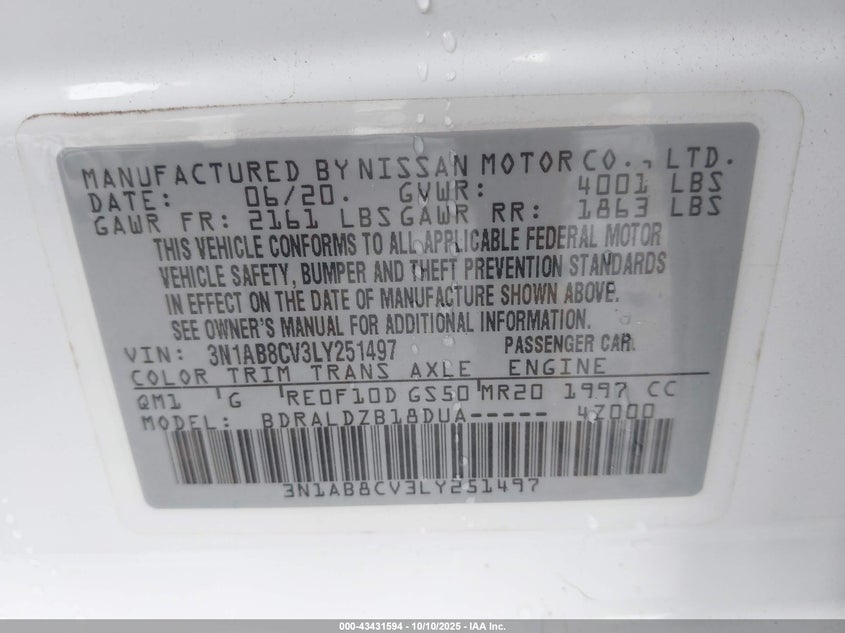 MANUFACTURED BY NISSAN MOTOR CO., LTD.
DATE: 06/20. GVWR: 4001 LBS
GAWR FR: 2161 LBS GAWR RR: 1863 LBS
THIS VEHICLE CONFORMS TO ALL APPLICABLE FEDERAL MOTOR
VEHICLE SAFETY, BUMPER AND THEFT PREVENTION STANDARDS
IN EFFECT ON THE DATE OF MANUFACTURE SHOWN ABOVE.
SEE OWNER'S MANUAL FOR ADDITIONAL INFORMATION.
VIN: 3N1AB8CV3LY251497 PASSENGER CAR.
COLOR TRIM TRANS AXLE ENGINE
QM1 G RE0F10D GS50 MR20 1997 CC
MODEL: BDRALDZB18DUA----- 4Z000
3N1AB8CV3LY251497
000-43431594 - 10/10/2025 - IAA Inc.